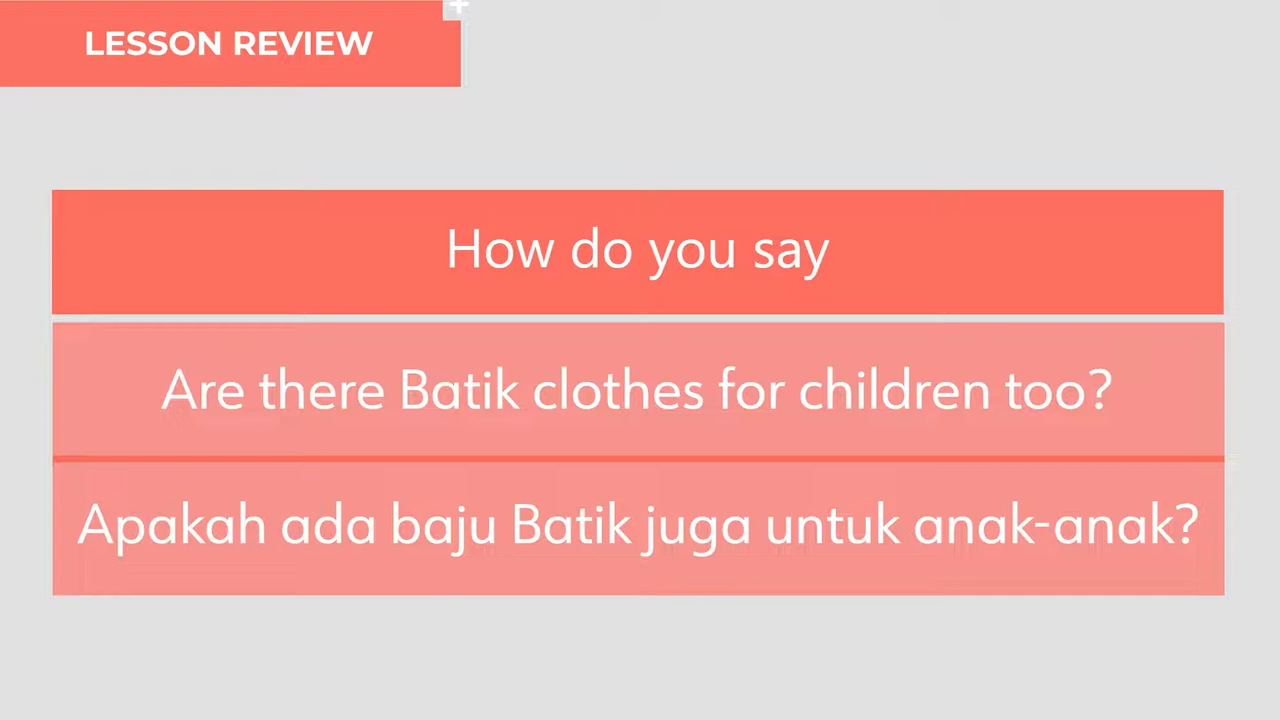 LESSON REVIEW
How do you say
Are there Batik clothes for children too?
Apakah ada baju Batik juga untuk anak-anak?